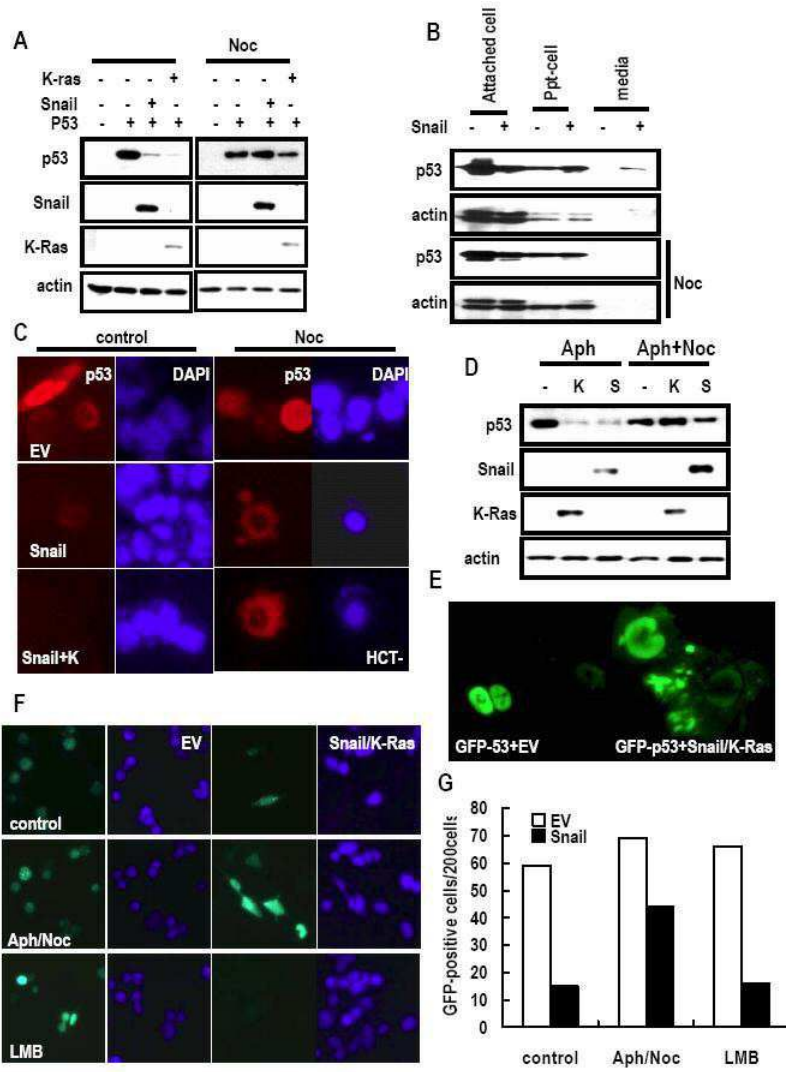 A
Noc
K-ras - - - + - - - +
Snail - - + - - - + -
P53 - + + + - + + +
p53
Snail
K-Ras
actin
B
Attached cell
Ppt-cell
media
Snail - + - + - +
p53
actin
p53
actin
Noc
C
control
Noc
p53
DAPI
p53
DAPI
EV
Snail
Snail+K
HCT-
D
Aph
Aph+Noc
- K S - K S
p53
Snail
K-Ras
actin
E
GFP-53+EV
GFP-p53+Snail/K-Ras
F
EV
Snail/K-Ras
control
Aph/Noc
LMB
G
GFP-positive cells/200cells
80
70
60
50
40
30
20
10
0
EV
Snail
control
Aph/Noc
LMB